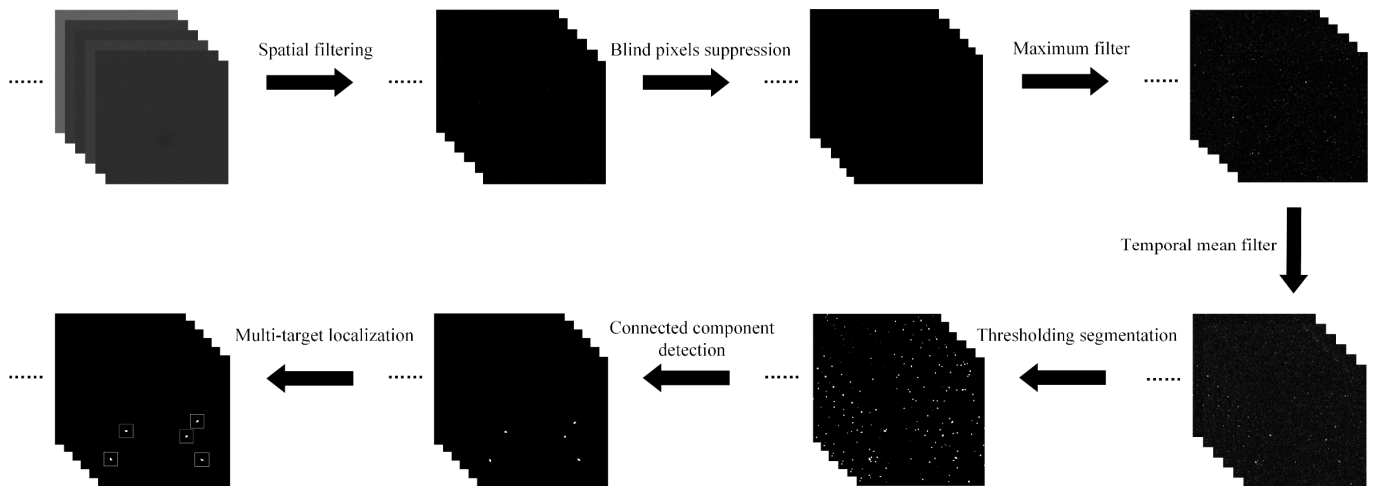 Spatial filtering
Blind pixels suppression
Maximum filter
Temporal mean filter
Thresholding segmentation
Connected component
detection
Multi-target localization